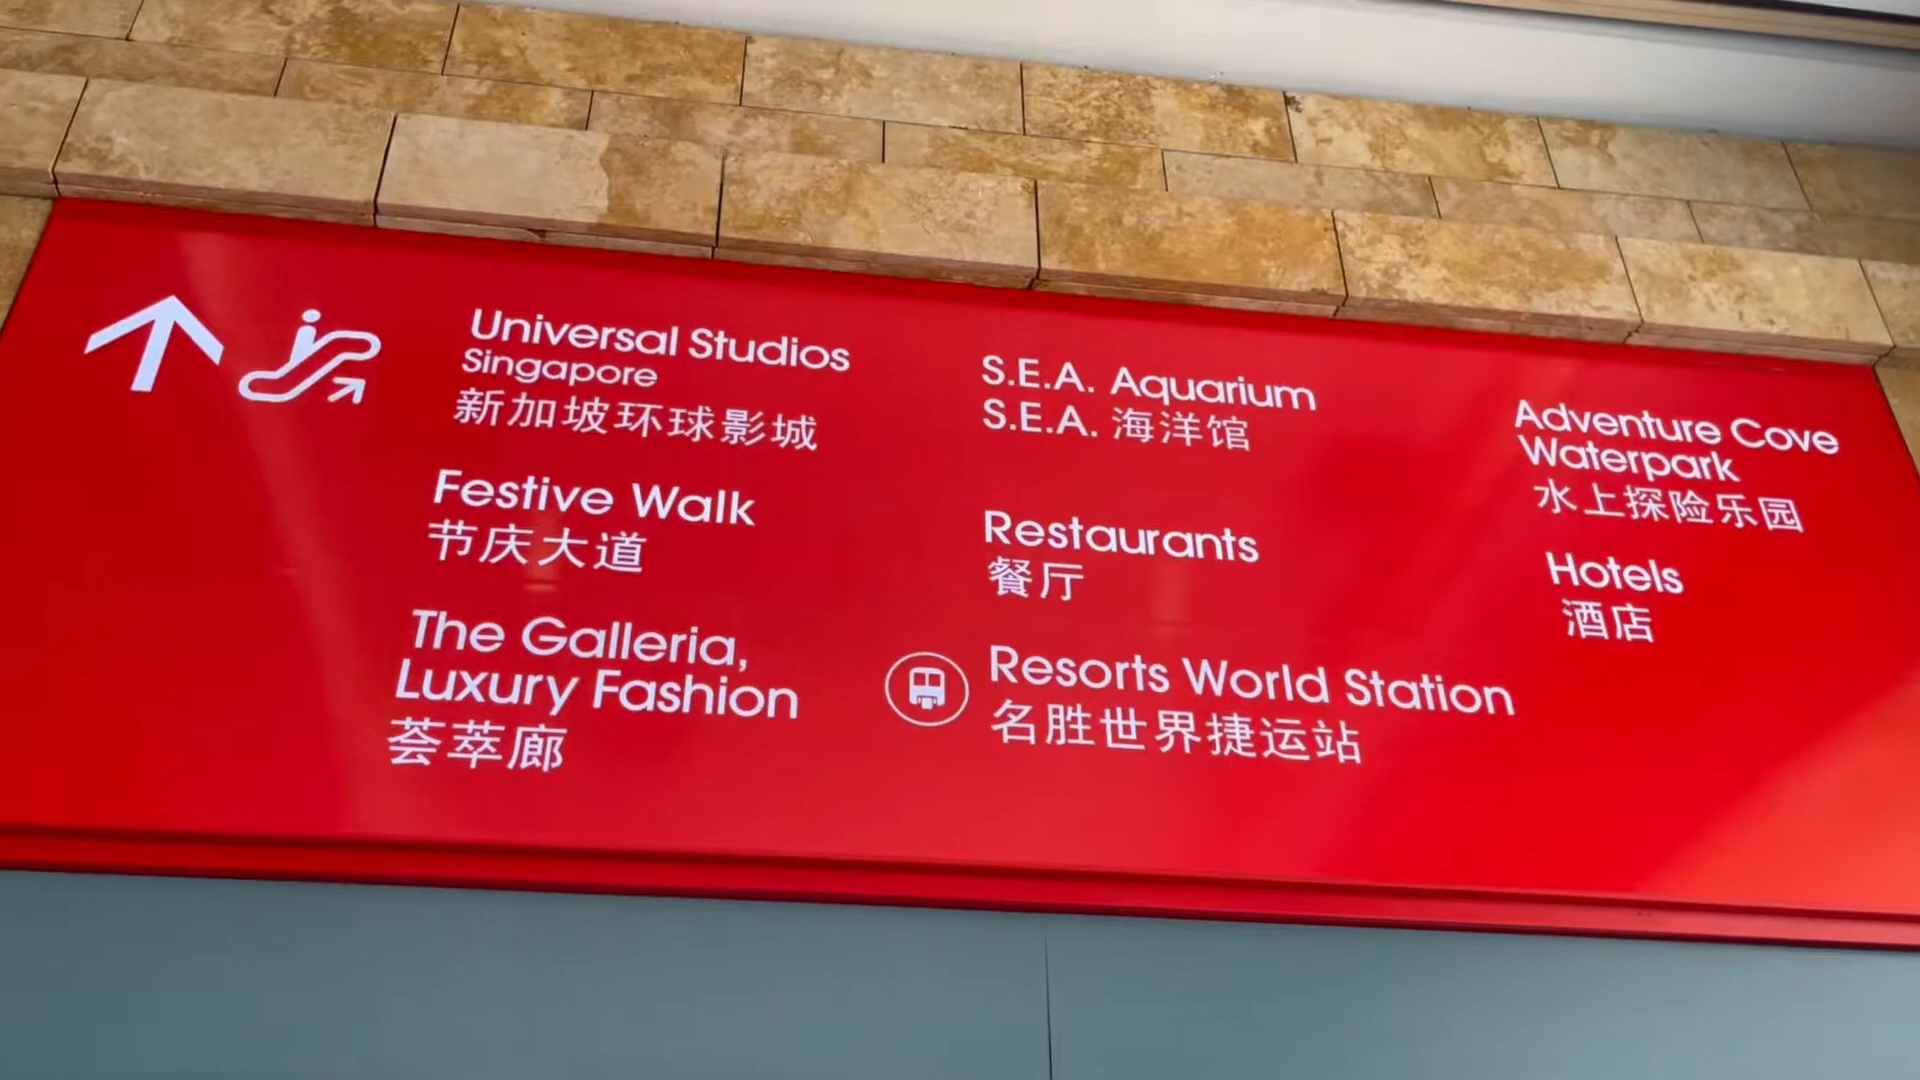 Universal Studios
Singapore
新加坡环球影城
Festive Walk
节庆大道
The Galleria,
Luxury Fashion
荟萃廊
S.E.A. Aquarium
S.E.A. 海洋馆
Restaurants
餐厅
Resorts World Station
名胜世界捷运站
Adventure Cove
Waterpark
水上探险乐园
Hotels
酒店